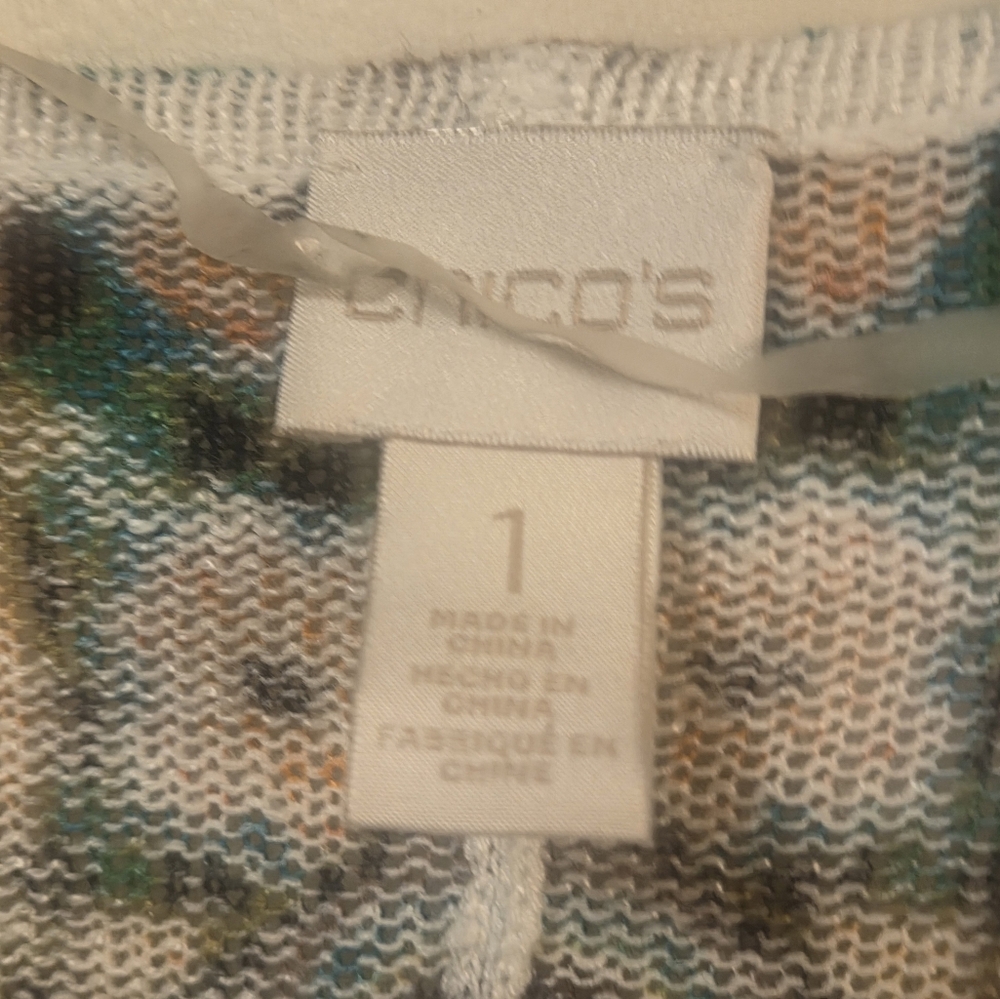 CHICO'S
1
MADE IN
CHINA
HECHO EN
CHINA
FABRIQUÉ EN
CHINE